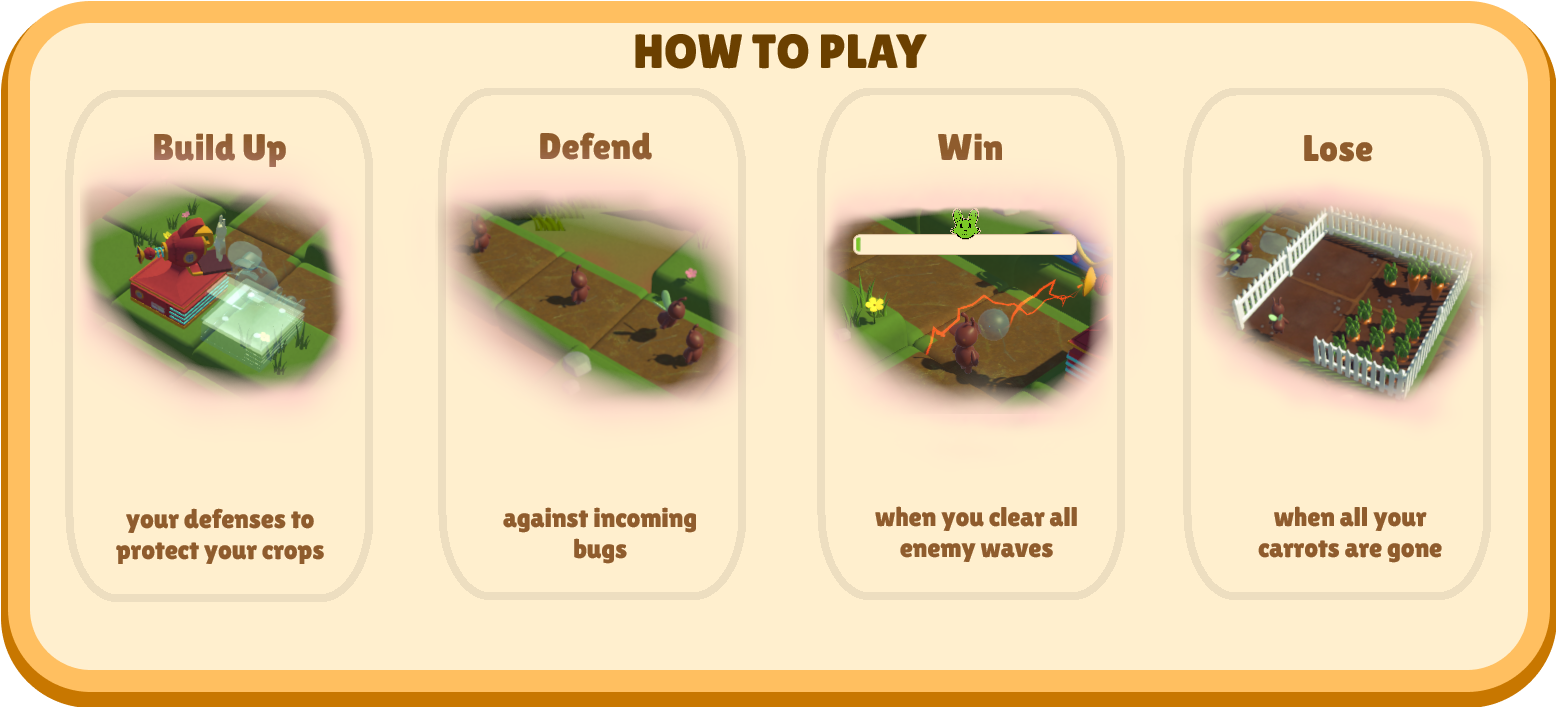 HOW TO PLAY
Build Up
your defenses to
protect your crops
Defend
against incoming
bugs
Win
when you clear all
enemy waves
Lose
when all your
carrots are gone